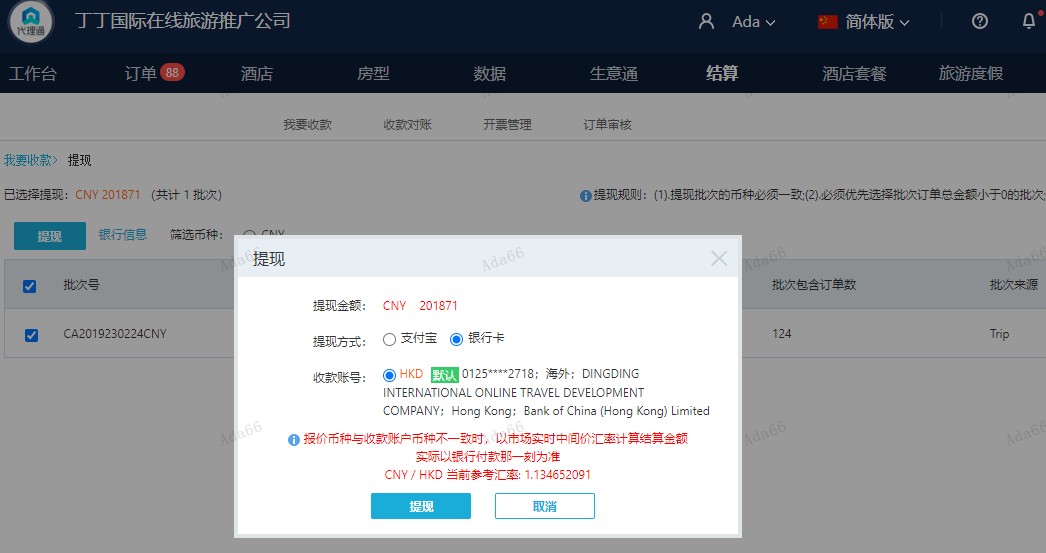 代理通
丁丁国际在线旅游推广公司
Ada
简体版
工作台
订单 88
酒店
房型
数据
生意通
结算
酒店套餐
旅游度假
我要收款
收款对账
开票管理
订单审核
我要收款> 提现
已选择提现：CNY 201871 （共计 1 批次）
提现规则：(1).提现批次的币种必须一致;(2).必须优先选择批次订单总金额小于0的批次;
提现
银行信息
筛选币种：
CNY
批次号
批次包含订单数
批次来源
CA2019230224CNY
124
Trip
提现
提现金额： CNY 201871
提现方式： 支付宝 银行卡
收款账号： HKD 默认 0125****2718；海外；DINGDING
INTERNATIONAL ONLINE TRAVEL DEVELOPMENT
COMPANY；Hong Kong；Bank of China (Hong Kong) Limited
报价币种与收款账户币种不一致时，以市场实时中间价汇率计算结算金额
实际以银行付款那一刻为准
CNY / HKD 当前参考汇率: 1.134652091
提现
取消
Ada66
Ada66
Ada66
Ada66
Ada66
Ada66
Ada66
Ada66